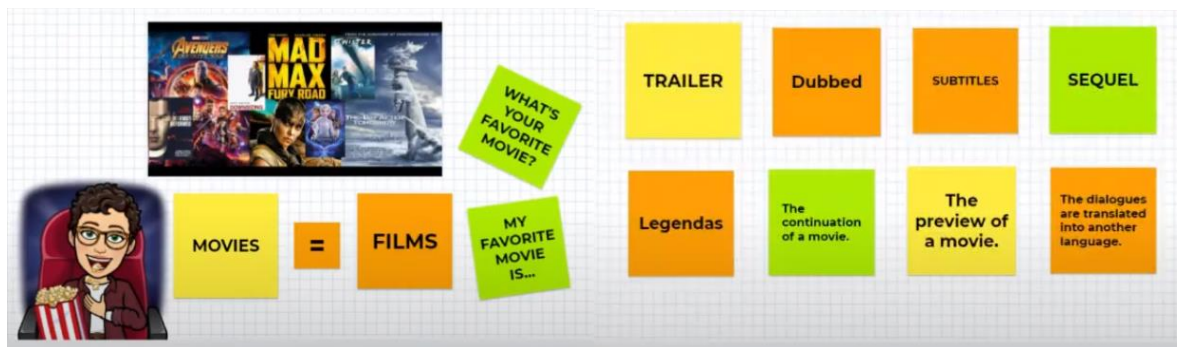 AVENGERS
MAD
MAX
FURY ROAD
WHAT'S
YOUR
FAVORITE
MOVIE?
MOVIES
=
FILMS
MY
FAVORITE
MOVIE
IS...
TRAILER
Dubbed
SUBTITLES
SEQUEL
Legendas
The
continuation
of a movie.
The
preview of
a movie.
The dialogues
are translated
into another
language.